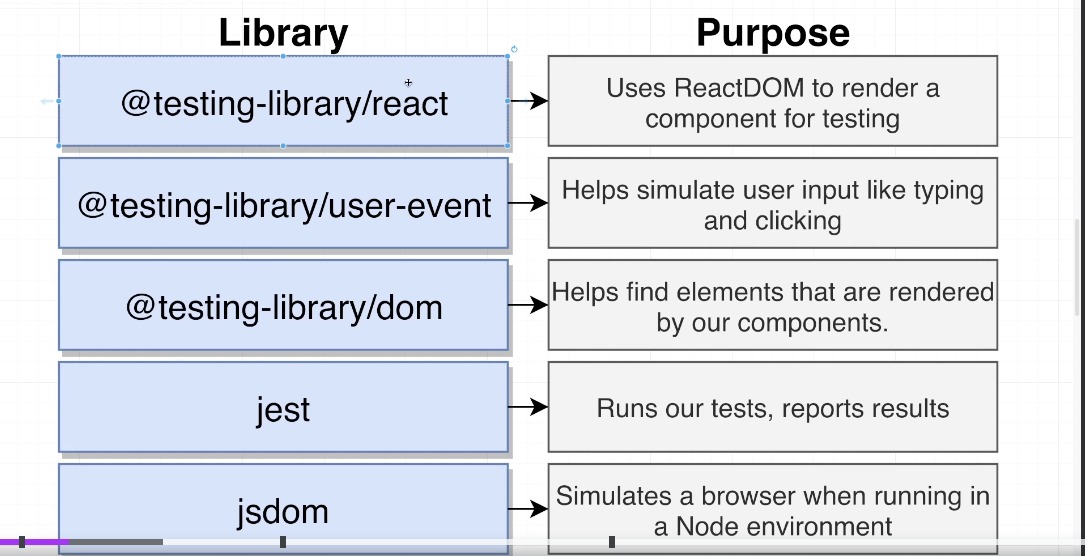 Library
Purpose
@testing-library/react
Uses ReactDOM to render a
component for testing
@testing-library/user-event
Helps simulate user input like typing
and clicking
@testing-library/dom
Helps find elements that are rendered
by our components.
jest
Runs our tests, reports results
jsdom
Simulates a browser when running in
a Node environment